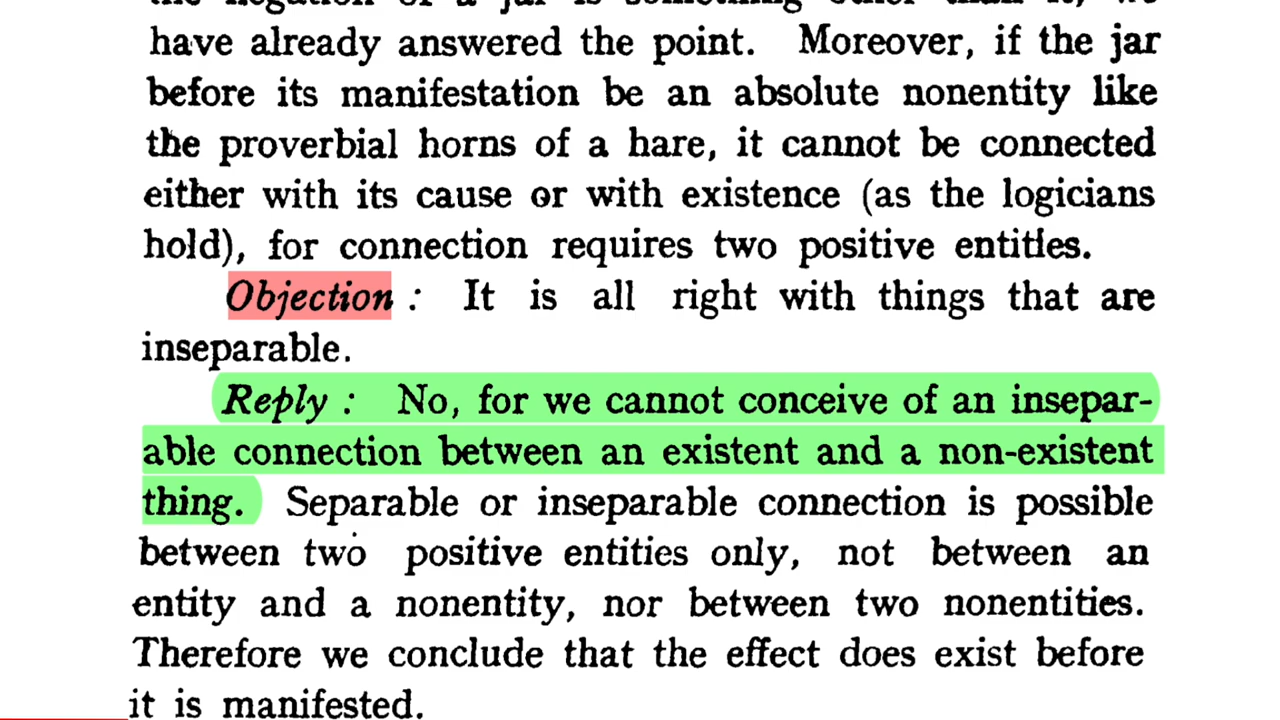 have already answered the point. Moreover, if the jar
before its manifestation be an absolute nonentity like
the proverbial horns of a hare, it cannot be connected
either with its cause or with existence (as the logicians
hold), for connection requires two positive entities.
Objection : It is all right with things that are
inseparable.
Reply : No, for we cannot conceive of an insepar-
able connection between an existent and a non-existent
thing. Separable or inseparable connection is possible
between two positive entities only, not between an
entity and a nonentity, nor between two nonentities.
Therefore we conclude that the effect does exist before
it is manifested.